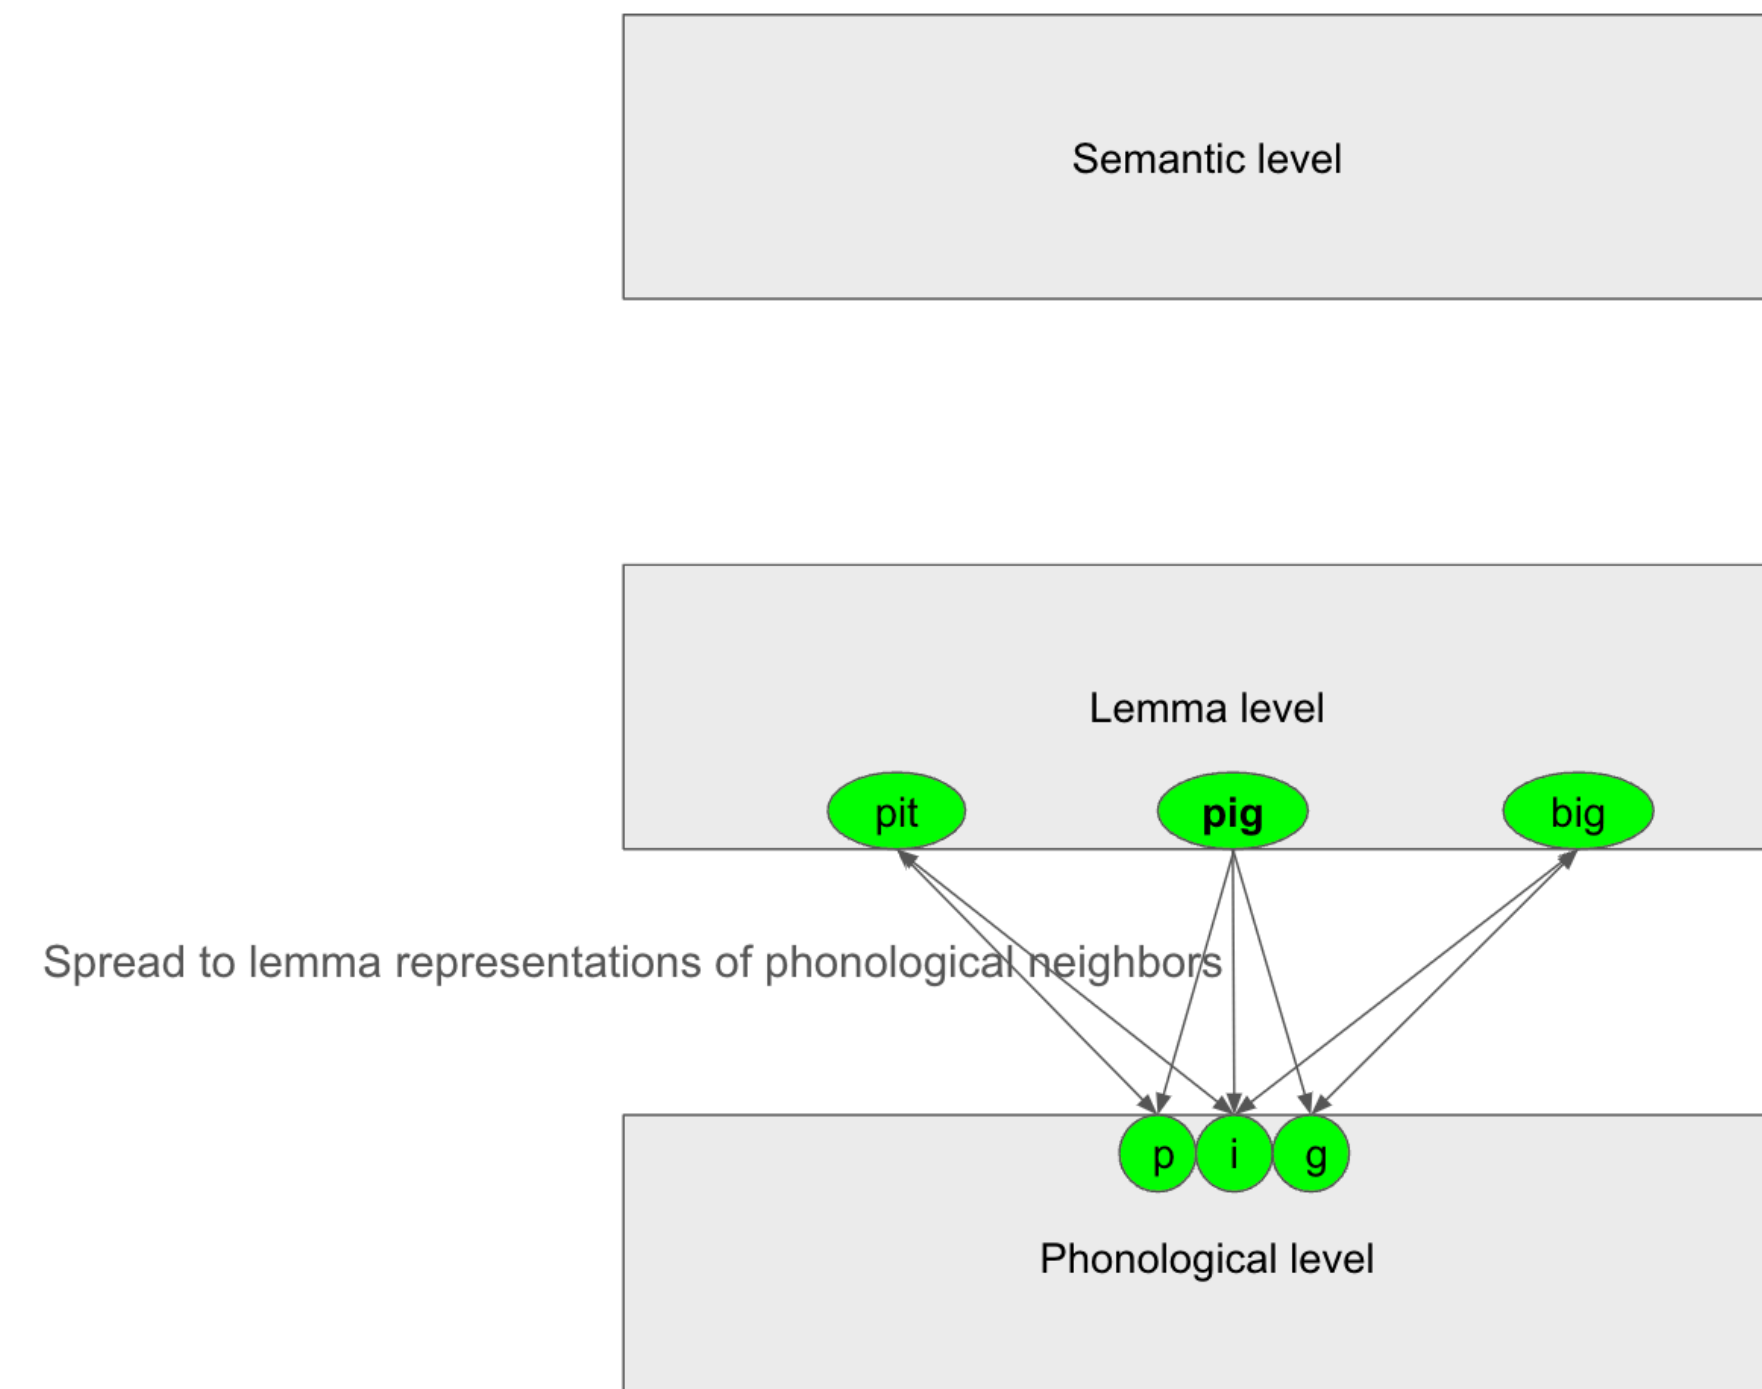 Semantic level
Lemma level
pit
pig
big
Spread to lemma representations of phonological neighbors
p
i
g
Phonological level